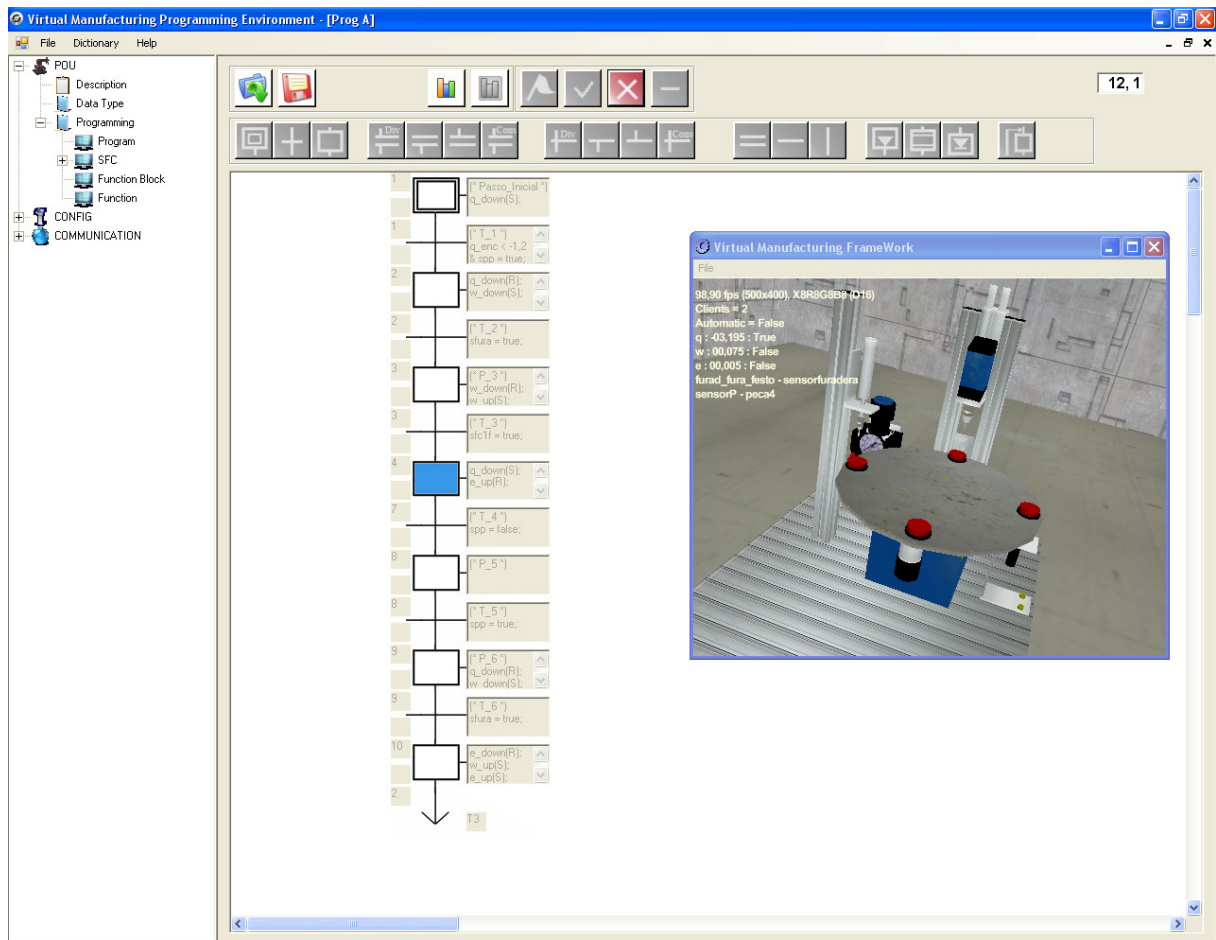 Virtual Manufacturing Programming Environment - [Prog A]
File Dictionary Help
POU
Description
Data Type
Programming
Program
SFC
Function Block
Function
CONFIG
COMMUNICATION
12,1
Div
Conv
Div
Conv
1
(* Passo_Inicial *)
q_down(S);
1
(* T_1 *)
q_enc < -1,2
& spp = true;
2
q_down(R);
w_down(S);
2
(* T_2 *)
sfura = true;
3
(* P_3 *)
w_down(R);
w_up(S);
3
(* T_3 *)
sfc1f = true;
4
q_down(S);
e_up(R);
7
(* T_4 *)
spp = false;
8
(* P_5 *)
8
(* T_5 *)
spp = true;
9
(* P_6 *)
q_down(R);
w_down(S);
9
(* T_6 *)
sfura = true;
10
e_down(R);
w_up(S);
e_up(S);
2
T3
Virtual Manufacturing FrameWork
File
98,90 fps (500x400), X8R8G8B8 (D16)
Clients = 2
Automatic = False
q : -03,195 : True
w : 00,075 : False
e : 00,005 : False
furad_fura_festo - sensorfuradera
sensorP - peca4